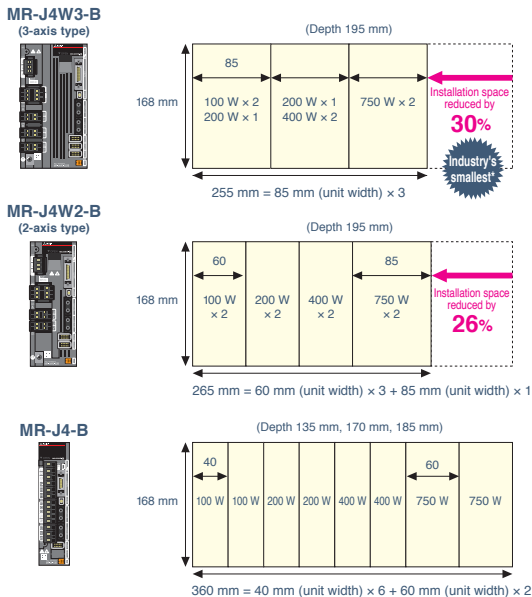 MR-J4W3-B
(3-axis type)
(Depth 195 mm)
85
168 mm
100 W × 2
200 W × 1
200 W × 1
400 W × 2
750 W × 2
Installation space
reduced by
30%
Industry's
smallest*
255 mm = 85 mm (unit width) × 3
MR-J4W2-B
(2-axis type)
(Depth 195 mm)
60
85
168 mm
100 W
× 2
200 W
× 2
400 W
× 2
750 W
× 2
Installation space
reduced by
26%
265 mm = 60 mm (unit width) × 3 + 85 mm (unit width) × 1
MR-J4-B
(Depth 135 mm, 170 mm, 185 mm)
40
60
168 mm
100 W
100 W
200 W
200 W
400 W
400 W
750 W
750 W
360 mm = 40 mm (unit width) × 6 + 60 mm (unit width) × 2